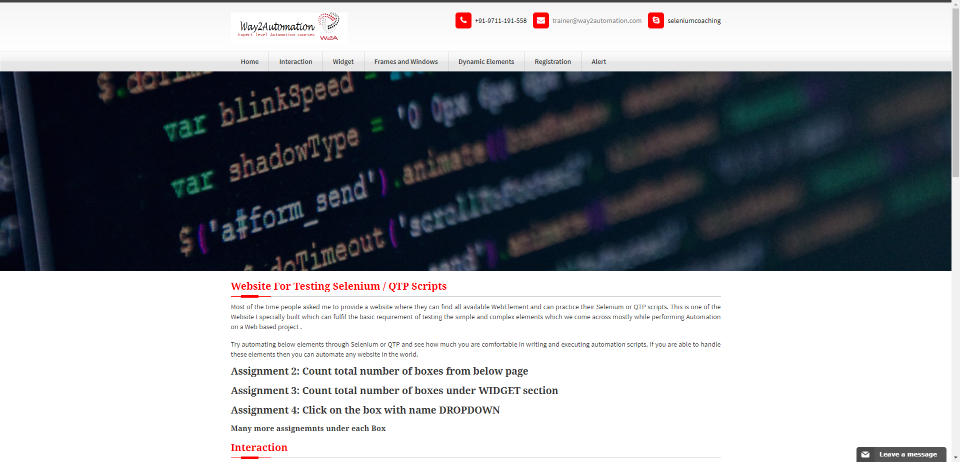 Way2Automation
Expert level Automation courses
W2A
+91-9711-191-558
trainer@way2automation.com
seleniumcoaching
Home
Interaction
Widget
Frames and Windows
Dynamic Elements
Registration
Alert
var blinkSpeed =
var shadowType = '0 0px 6px
$('a#form_send').animate(
doTimeout('scrollToForced'
Website For Testing Selenium / QTP Scripts
Most of the time people asked me to provide a website where they can find all available WebElement and can practice their Selenium or QTP scripts. This is one of the
Website I specially built which can fulfil the basic requirement of testing the simple and complex elements which we come across mostly while performing Automation
on a Web based project .
Try automating below elements through Selenium or QTP and see how much you are comfortable in writing and executing automation scripts. If you are able to handle
these elements then you can automate any website in the world.
Assignment 2: Count total number of boxes from below page
Assignment 3: Count total number of boxes under WIDGET section
Assignment 4: Click on the box with name DROPDOWN
Many more assignemnts under each Box
Interaction
Leave a message